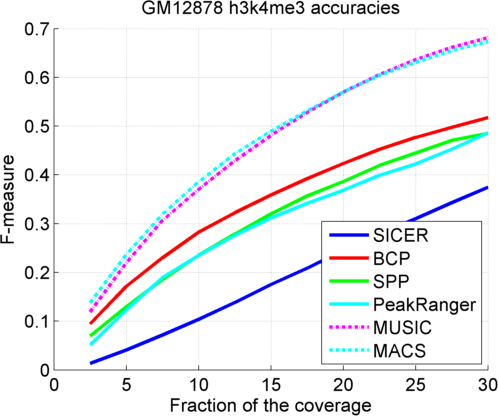 GM12878 h3k4me3 accuracies
0.7
0.6
0.5
0.4
0.3
0.2
0.1
0
F-measure
SICER
BCP
SPP
PeakRanger
MUSIC
MACS
0 5 10 15 20 25 30
Fraction of the coverage